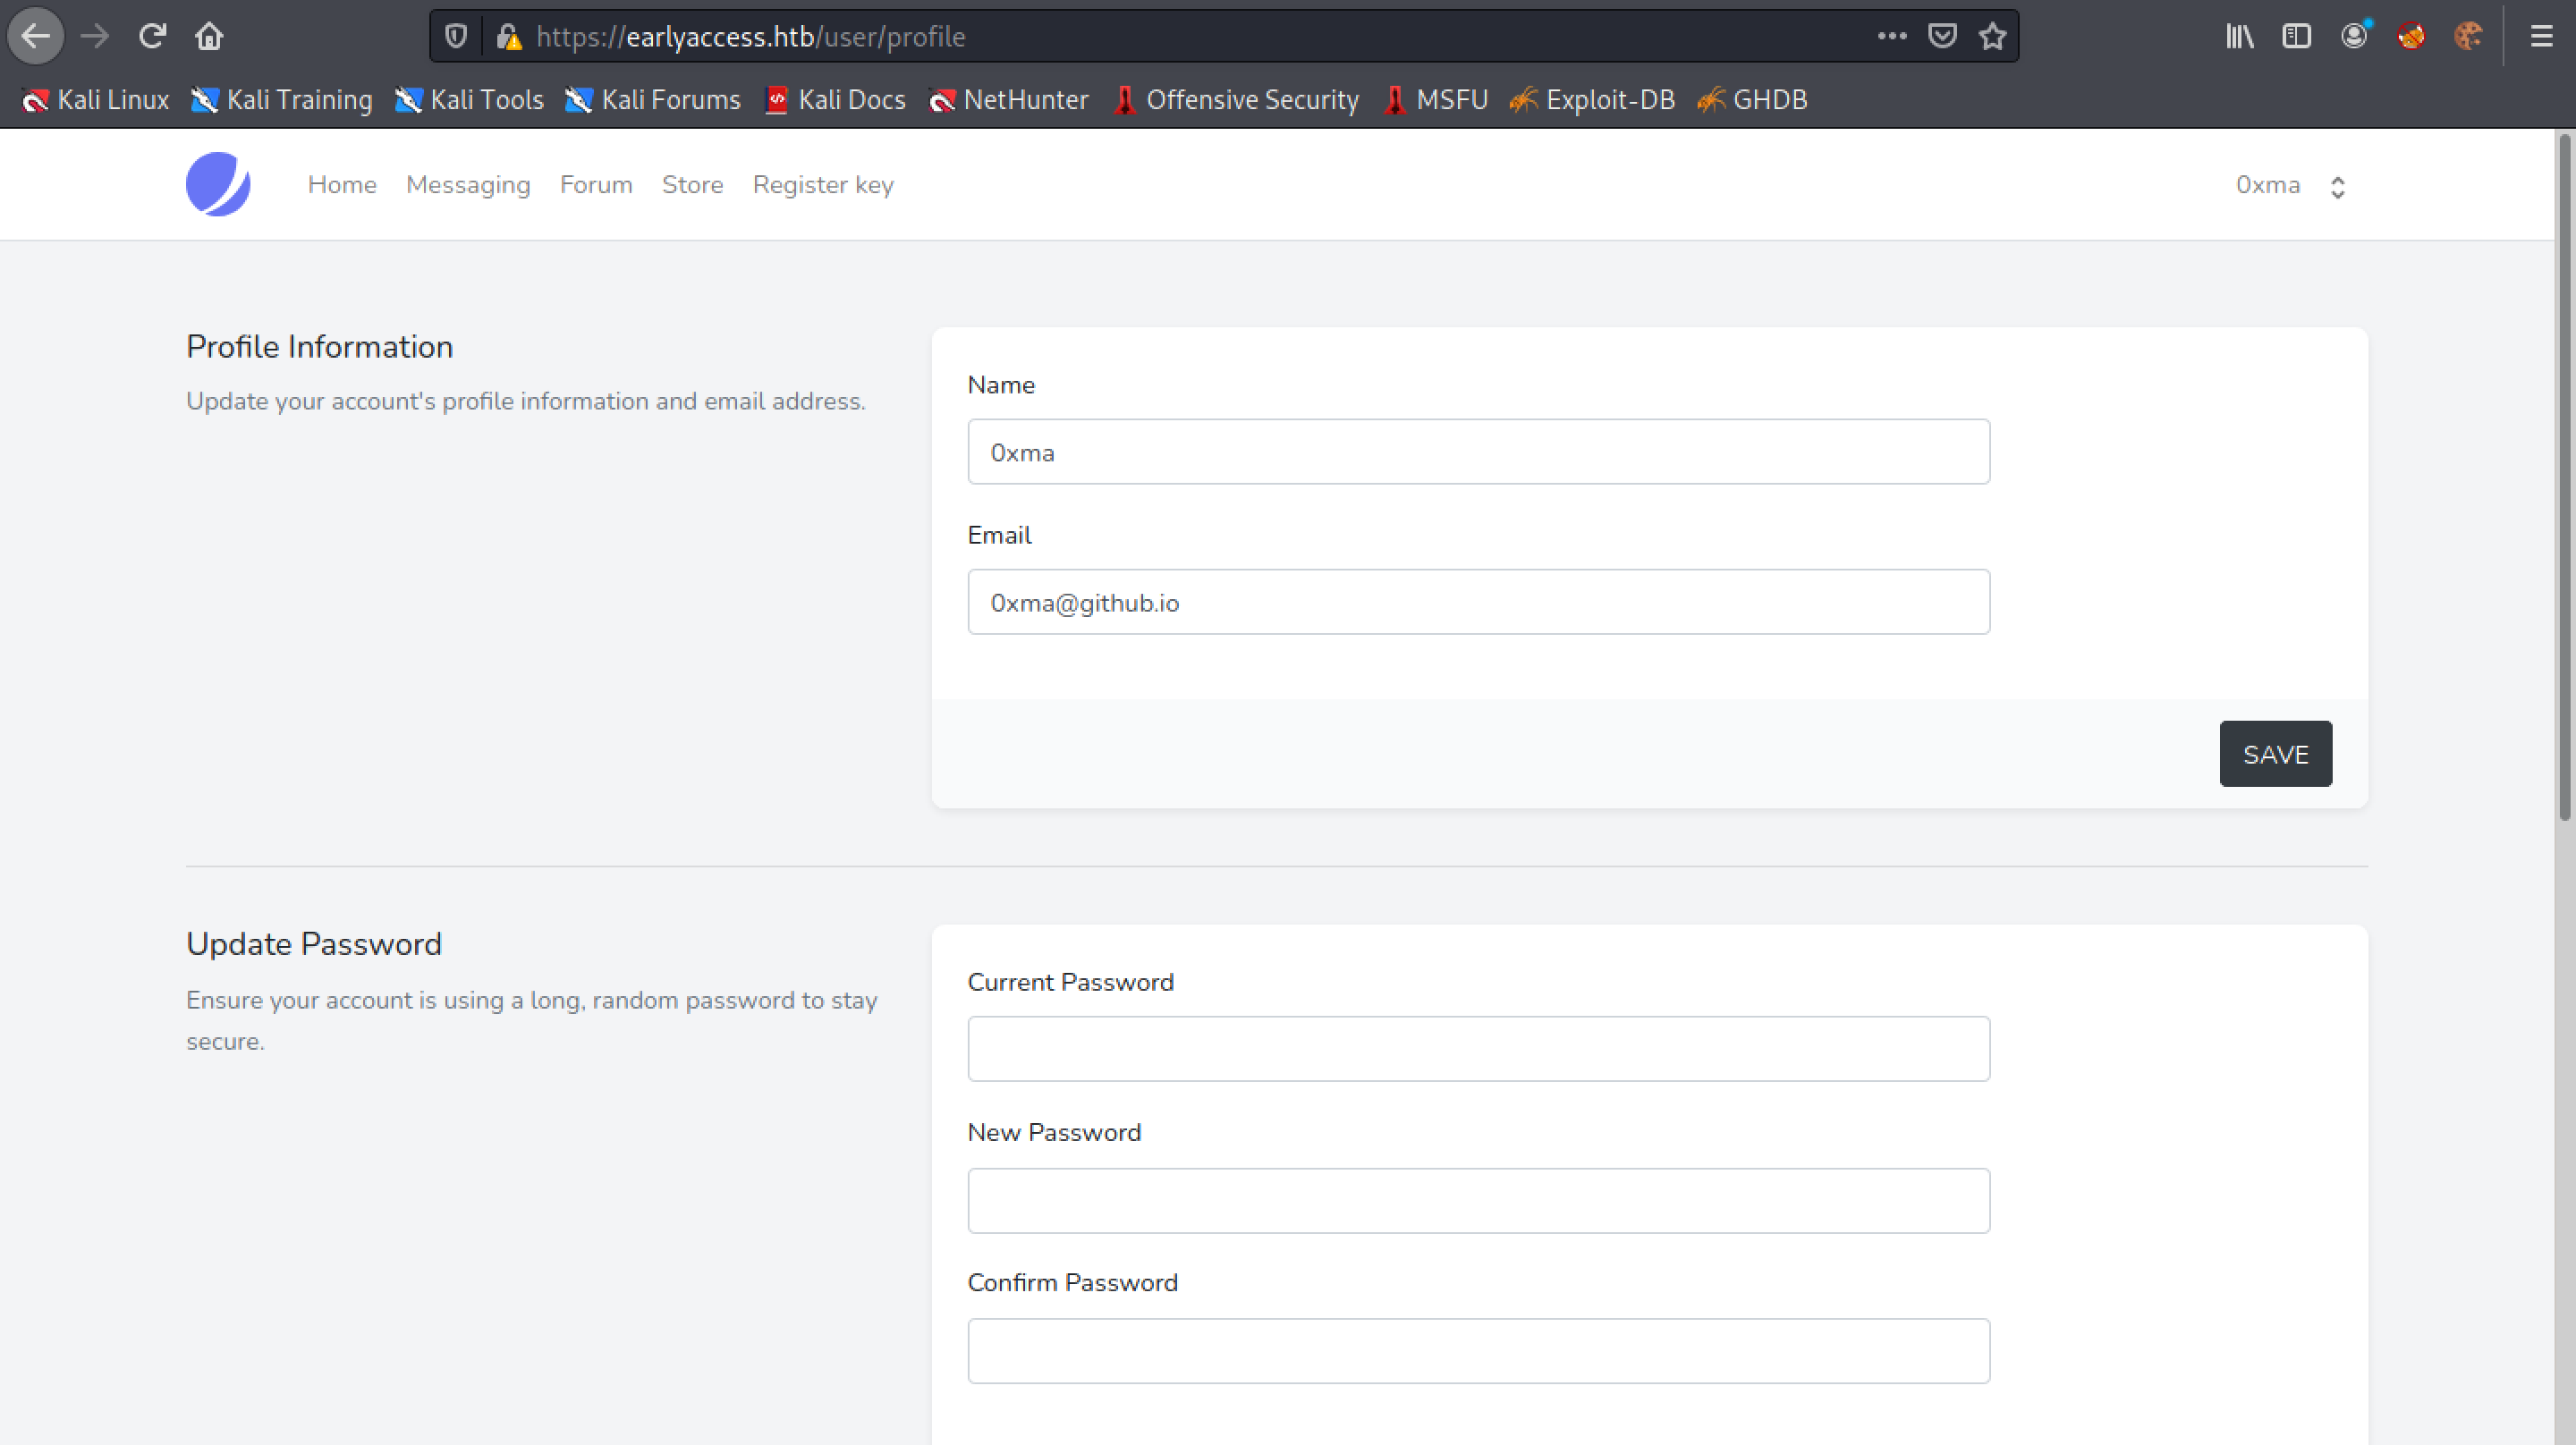 https://earlyaccess.htb/user/profile
Kali Linux Kali Training Kali Tools Kali Forums Kali Docs NetHunter Offensive Security MSFU Exploit-DB GHDB
Home Messaging Forum Store Register key 0xma
Profile Information
Update your account's profile information and email address.
Name
0xma
Email
0xma@github.io
SAVE
Update Password
Ensure your account is using a long, random password to stay
secure.
Current Password
New Password
Confirm Password